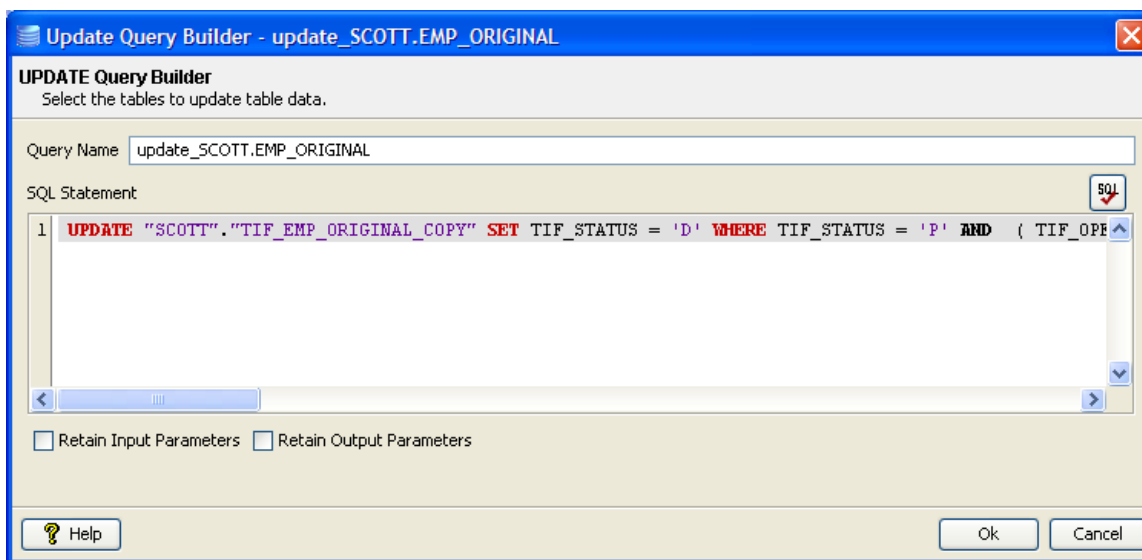 Update Query Builder - update_SCOTT.EMP_ORIGINAL
UPDATE Query Builder
Select the tables to update table data.
Query Name update_SCOTT.EMP_ORIGINAL
SQL Statement
SQL
1 UPDATE "SCOTT"."TIF_EMP_ORIGINAL_COPY" SET TIF_STATUS = 'D' WHERE TIF_STATUS = 'P' AND ( TIF_OPE
Retain Input Parameters Retain Output Parameters
? Help Ok Cancel